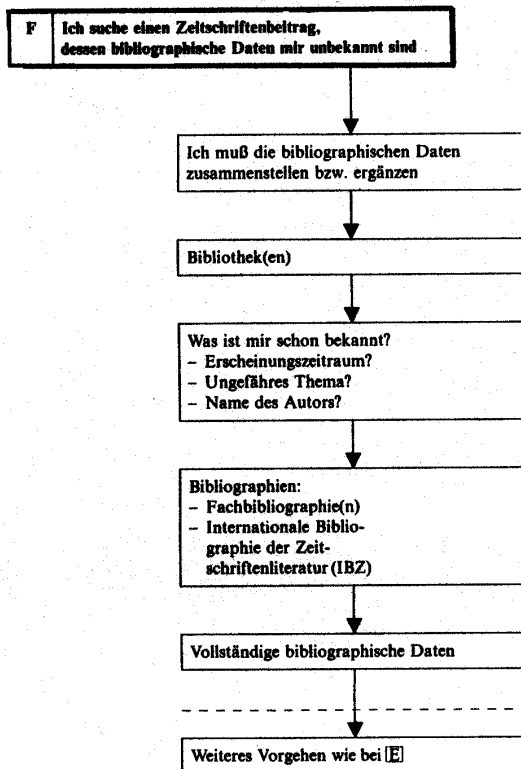 F Ich suche einen Zeitschriftenbeitrag,
dessen bibliographische Daten mir unbekannt sind
Ich muß die bibliographischen Daten
zusammenstellen bzw. ergänzen
Bibliothek(en)
Was ist mir schon bekannt?
– Erscheinungszeitraum?
– Ungefähres Thema?
– Name des Autors?
Bibliographien:
– Fachbibliographie(n)
– Internationale Biblio-
graphie der Zeit-
schriftenliteratur (IBZ)
Vollständige bibliographische Daten
Weiteres Vorgehen wie bei E